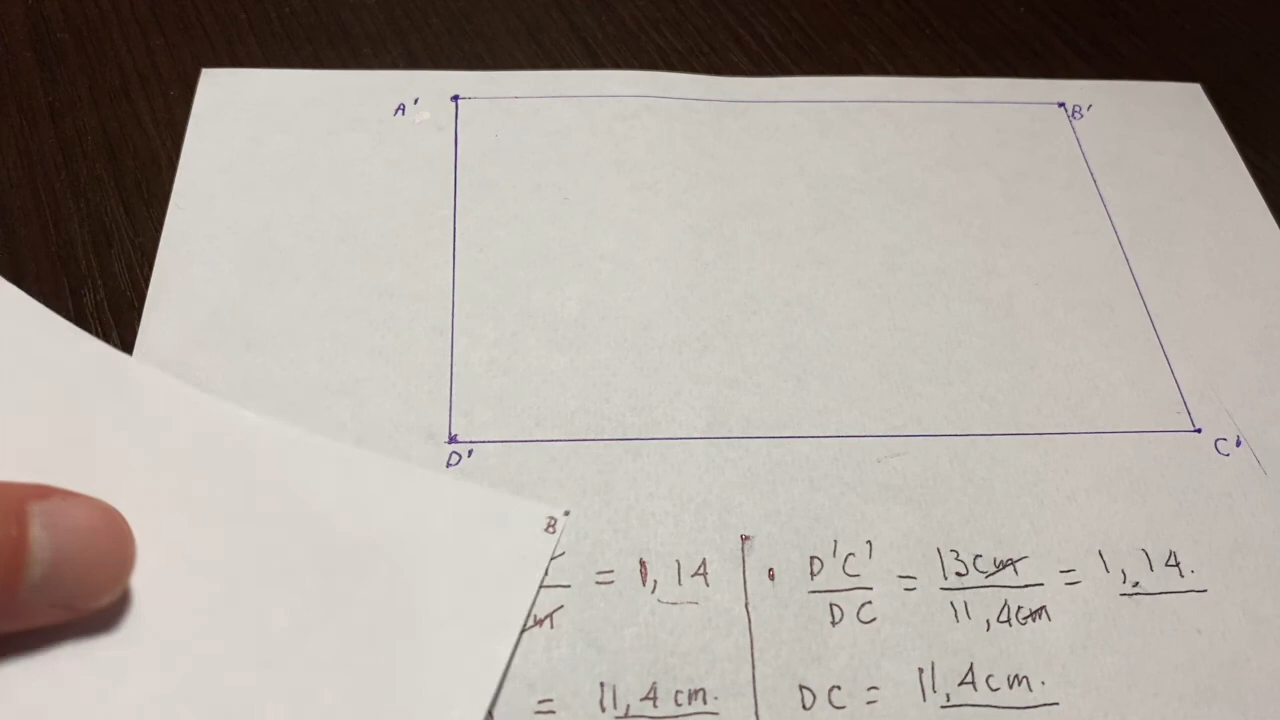 A' B'
D' C'
B
= 1,14 • D'C'/DC = 13cm/11,4cm = 1,14.
= 11,4 cm. DC = 11,4cm.